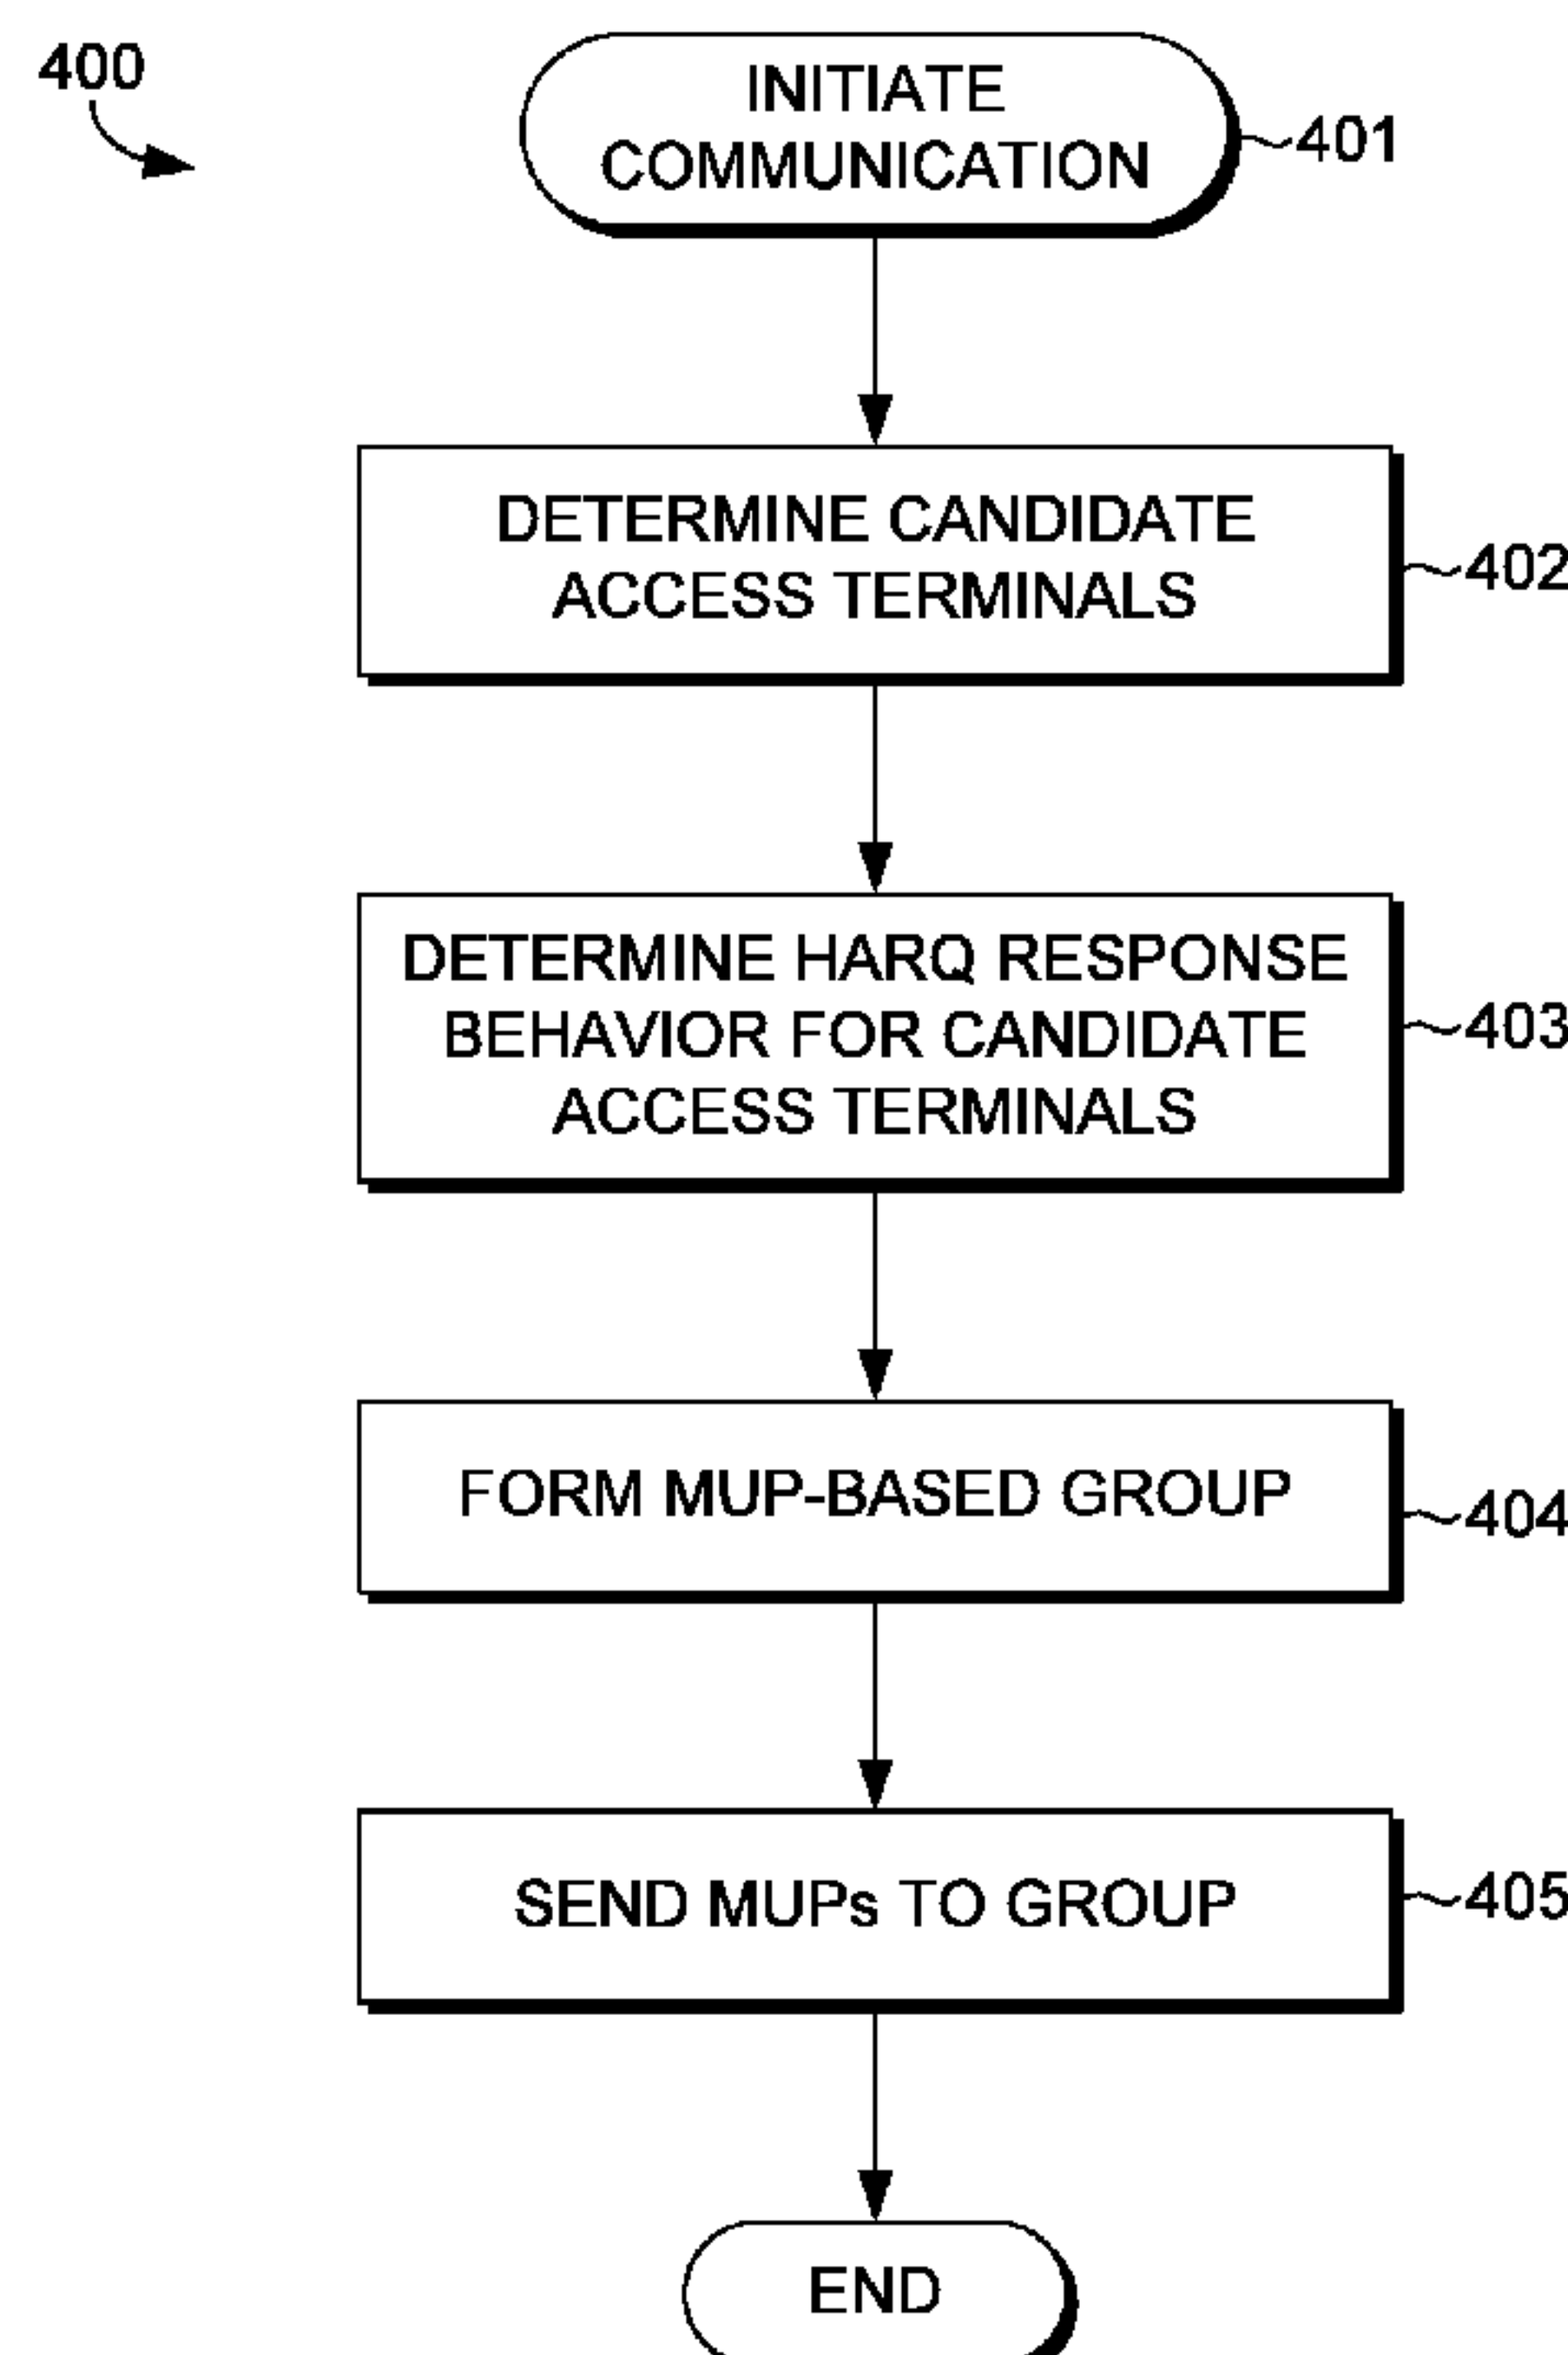 400
INITIATE
COMMUNICATION
401
DETERMINE CANDIDATE
ACCESS TERMINALS
402
DETERMINE HARQ RESPONSE
BEHAVIOR FOR CANDIDATE
ACCESS TERMINALS
403
FORM MUP-BASED GROUP
404
SEND MUPs TO GROUP
405
END